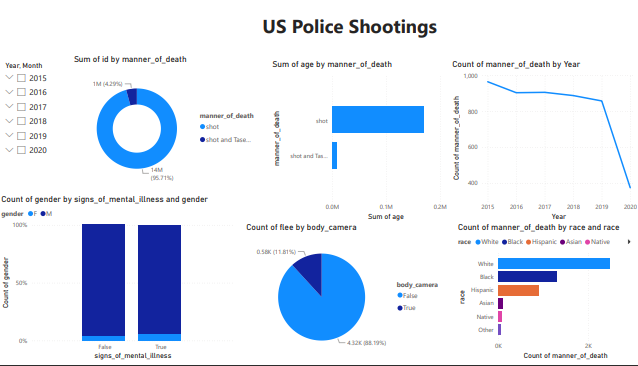 US Police Shootings
Year, Month
2015
2016
2017
2018
2019
2020
Sum of id by manner_of_death
1M (4.29%)
14M
(95.71%)
manner_of_death
shot
shot and Tase...
Sum of age by manner_of_death
manner_of_death
shot
shot and Tas...
0.0M 0.1M 0.2M
Sum of age
Count of manner_of_death by Year
Count of manner_of_death
1,000
800
600
400
2015 2016 2017 2018 2019 2020
Year
Count of gender by signs_of_mental_illness and gender
gender F M
Count of gender
100%
50%
0%
False True
signs_of_mental_illness
Count of flee by body_camera
0.58K (11.81%)
4.32K (88.19%)
body_camera
False
True
Count of manner_of_death by race and race
race White Black Hispanic Asian Native
race
White
Black
Hispanic
Asian
Native
Other
0K 2K
Count of manner_of_death